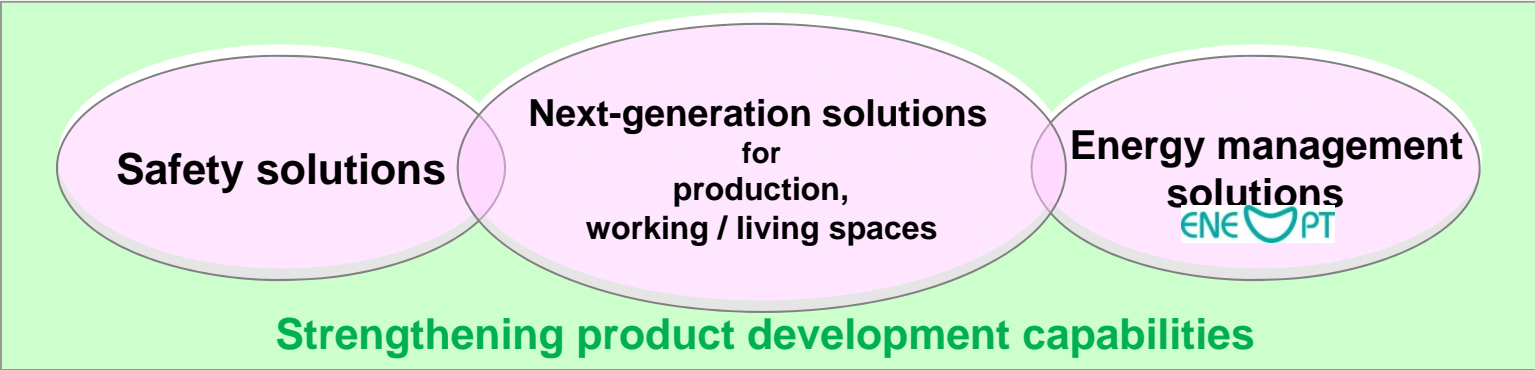 Safety solutions
Next-generation solutions
for
production,
working / living spaces
Energy management
solutions
ENEOPT
Strengthening product development capabilities